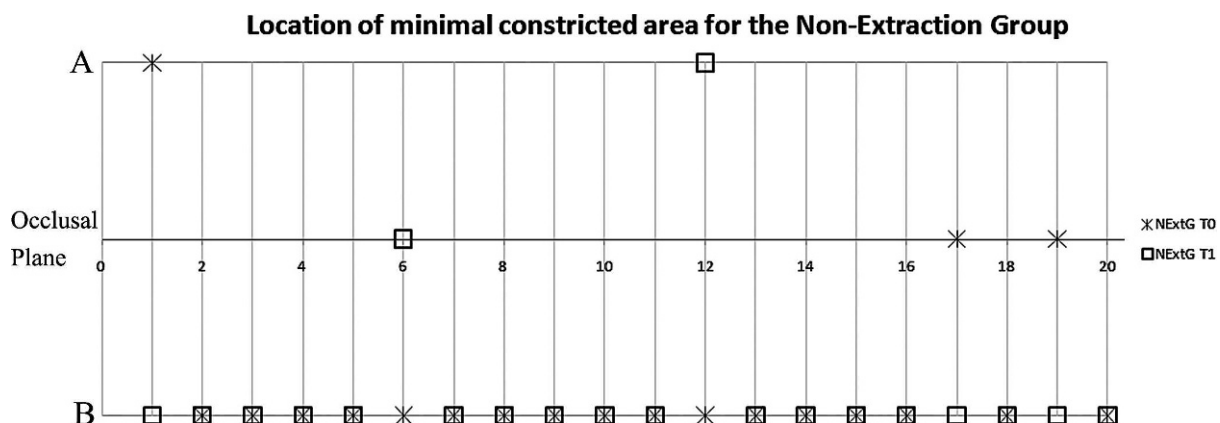 Location of minimal constricted area for the Non-Extraction Group
A
Occlusal
Plane
0 2 4 6 8 10 12 14 16 18 20
NExtG T0
NExtG T1
B